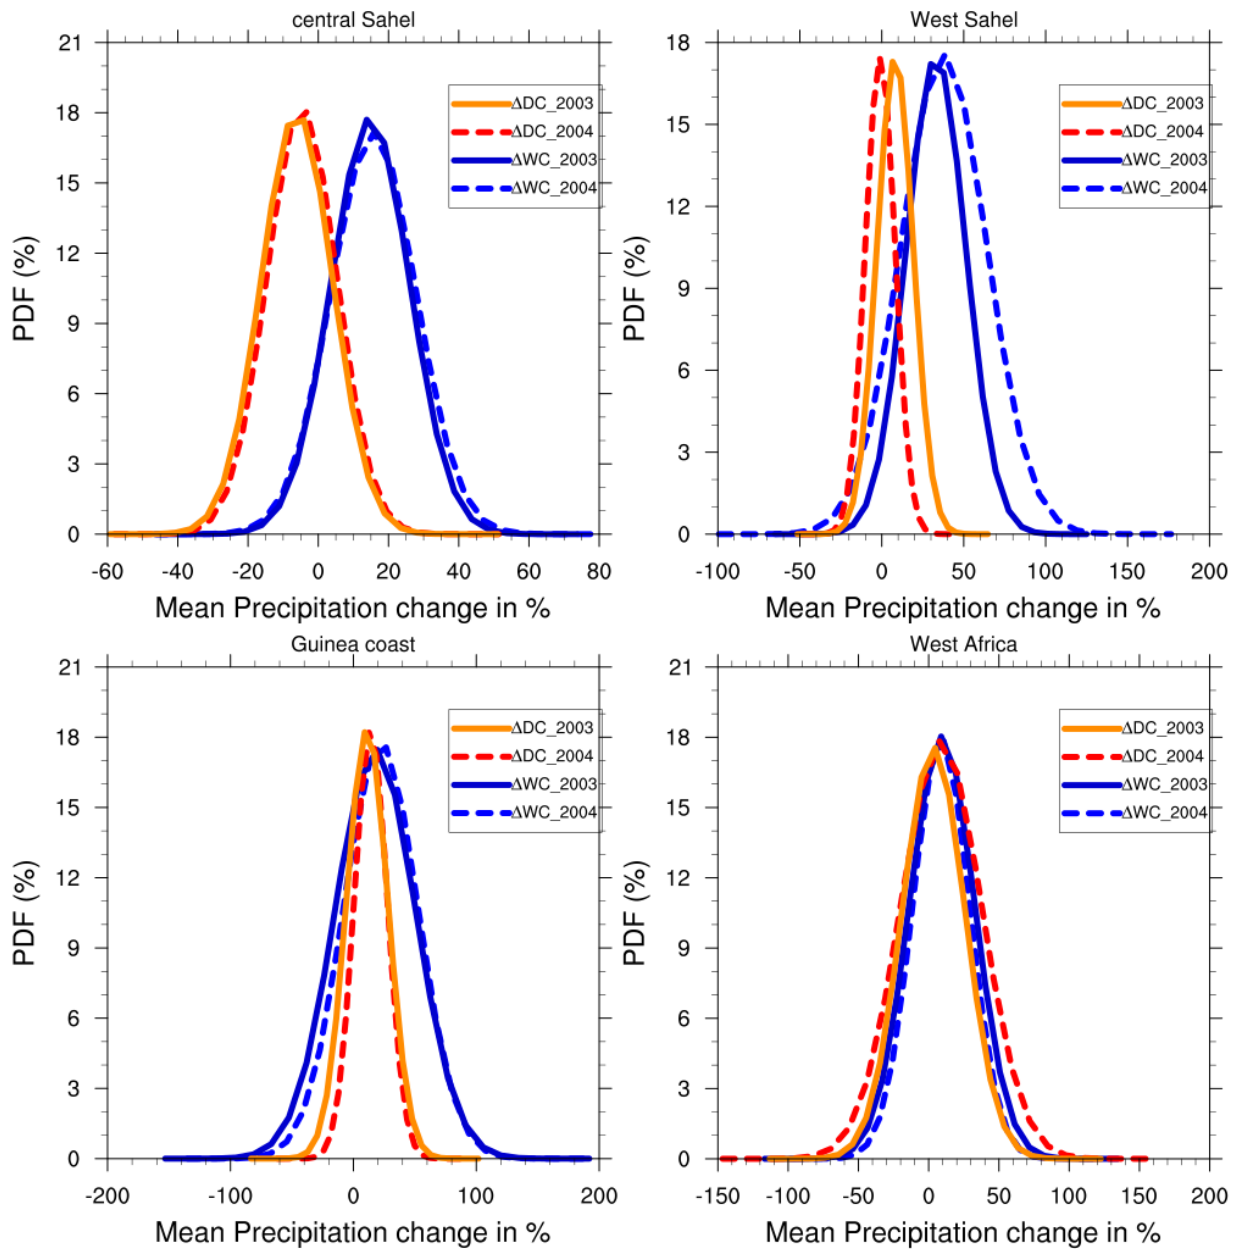 central Sahel
21
18
15
12
9
6
3
0
PDF (%)
-60 -40 -20 0 20 40 60 80
Mean Precipitation change in %
ΔDC_2003
ΔDC_2004
ΔWC_2003
ΔWC_2004
West Sahel
18
15
12
9
6
3
0
PDF (%)
-100 -50 0 50 100 150 200
Mean Precipitation change in %
ΔDC_2003
ΔDC_2004
ΔWC_2003
ΔWC_2004
Guinea coast
21
18
15
12
9
6
3
0
PDF (%)
-200 -100 0 100 200
Mean Precipitation change in %
ΔDC_2003
ΔDC_2004
ΔWC_2003
ΔWC_2004
West Africa
21
18
15
12
9
6
3
0
PDF (%)
-150 -100 -50 0 50 100 150 200
Mean Precipitation change in %
ΔDC_2003
ΔDC_2004
ΔWC_2003
ΔWC_2004